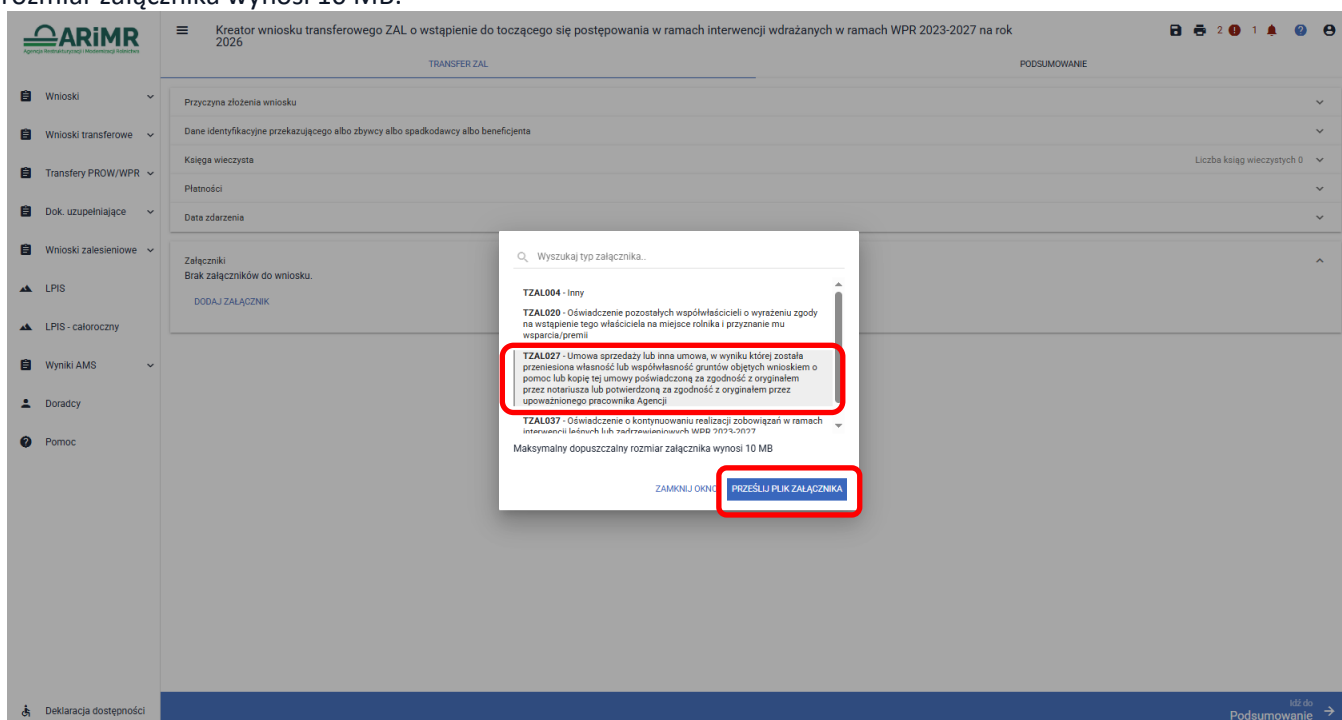 rozmiar załącznika wynosi 10 MB.
ARiMR
Agencja Restrukturyzacji i Modernizacji Rolnictwa
Kreator wniosku transferowego ZAL o wstąpienie do toczącego się postępowania w ramach interwencji wdrażanych w ramach WPR 2023-2027 na rok
2026
2 1
TRANSFER ZAL
PODSUMOWANIE
Wnioski
Wnioski transferowe
Transfery PROW/WPR
Dok. uzupełniające
Wnioski zalesieniowe
LPIS
LPIS - całoroczny
Wyniki AMS
Doradcy
Pomoc
Deklaracja dostępności
Przyczyna złożenia wniosku
Dane identyfikacyjne przekazującego albo zbywcy albo spadkodawcy albo beneficjenta
Księga wieczysta
Liczba ksiąg wieczystych 0
Płatności
Data zdarzenia
Załączniki
Brak załączników do wniosku.
DODAJ ZAŁĄCZNIK
Wyszukaj typ załącznika..
TZAL004 - Inny
TZAL020 - Oświadczenie pozostałych współwłaścicieli o wyrażeniu zgody
na wstąpienie tego właściciela na miejsce rolnika i przyznanie mu
wsparcia/premii
TZAL027 - Umowa sprzedaży lub inna umowa, w wyniku której została
przeniesiona własność lub współwłasność gruntów objętych wnioskiem o
pomoc lub kopię tej umowy poświadczoną za zgodność z oryginałem
przez notariusza lub potwierdzoną za zgodność z oryginałem przez
upoważnionego pracownika Agencji
TZAL037 - Oświadczenie o kontynuowaniu realizacji zobowiązań w ramach
interwencji leśnych lub zadrzewieniowych WPR 2023-2027
Maksymalny dopuszczalny rozmiar załącznika wynosi 10 MB
ZAMKNIJ OKNO
PRZEŚLIJ PLIK ZAŁĄCZNIKA
Idź do
Podsumowanie